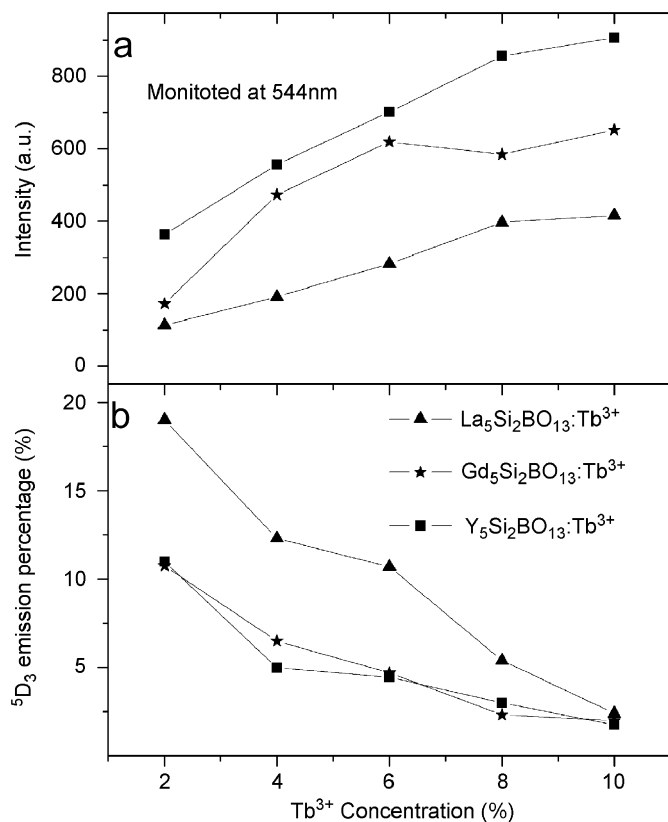 a
Monitoted at 544nm
Intensity (a.u.)
800
600
400
200
0
b
La₅Si₂BO₁₃:Tb³⁺
Gd₅Si₂BO₁₃:Tb³⁺
Y₅Si₂BO₁₃:Tb³⁺
⁵D₃ emission percentage (%)
20
15
10
5
2 4 6 8 10
Tb³⁺ Concentration (%)